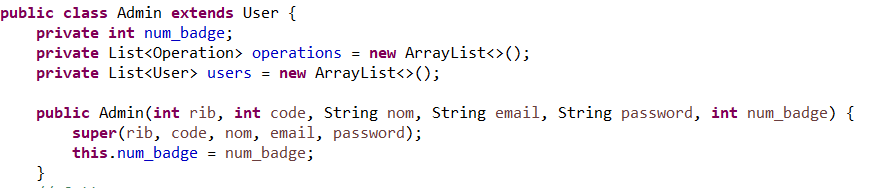 public class Admin extends User {
private int num_badge;
private List<Operation> operations = new ArrayList<>();
private List<User> users = new ArrayList<>();
public Admin(int rib, int code, String nom, String email, String password, int num_badge) {
super(rib, code, nom, email, password);
this.num_badge = num_badge;
}
//